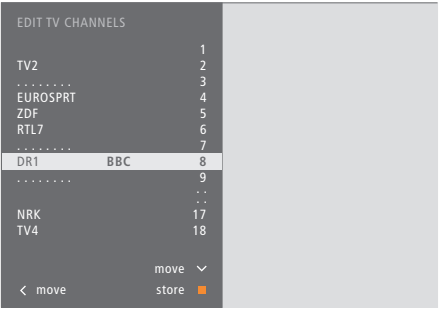 EDIT TV CHANNELS
1
TV2 2
........ 3
EUROSPRT 4
ZDF 5
RTL7 6
........ 7
DR1 BBC 8
........ 9
..
..
NRK 17
TV4 18
move
move store